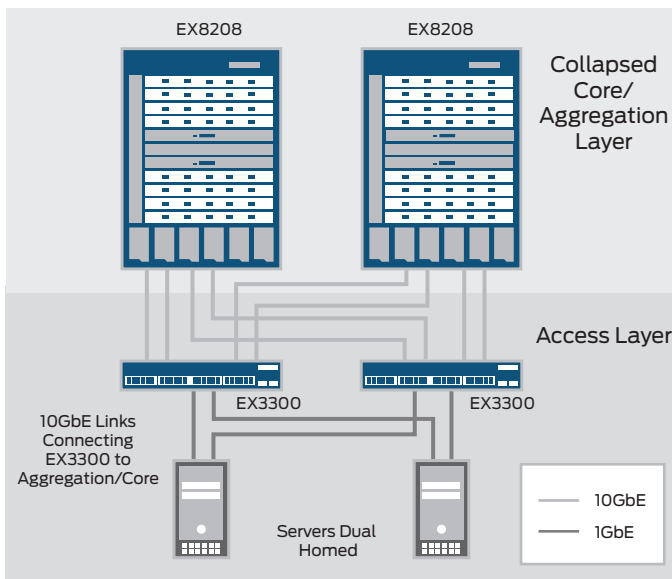 EX8208
EX8208
Collapsed
Core/
Aggregation
Layer
Access Layer
EX3300
EX3300
10GbE Links
Connecting
EX3300 to
Aggregation/Core
Servers Dual
Homed
10GbE
1GbE